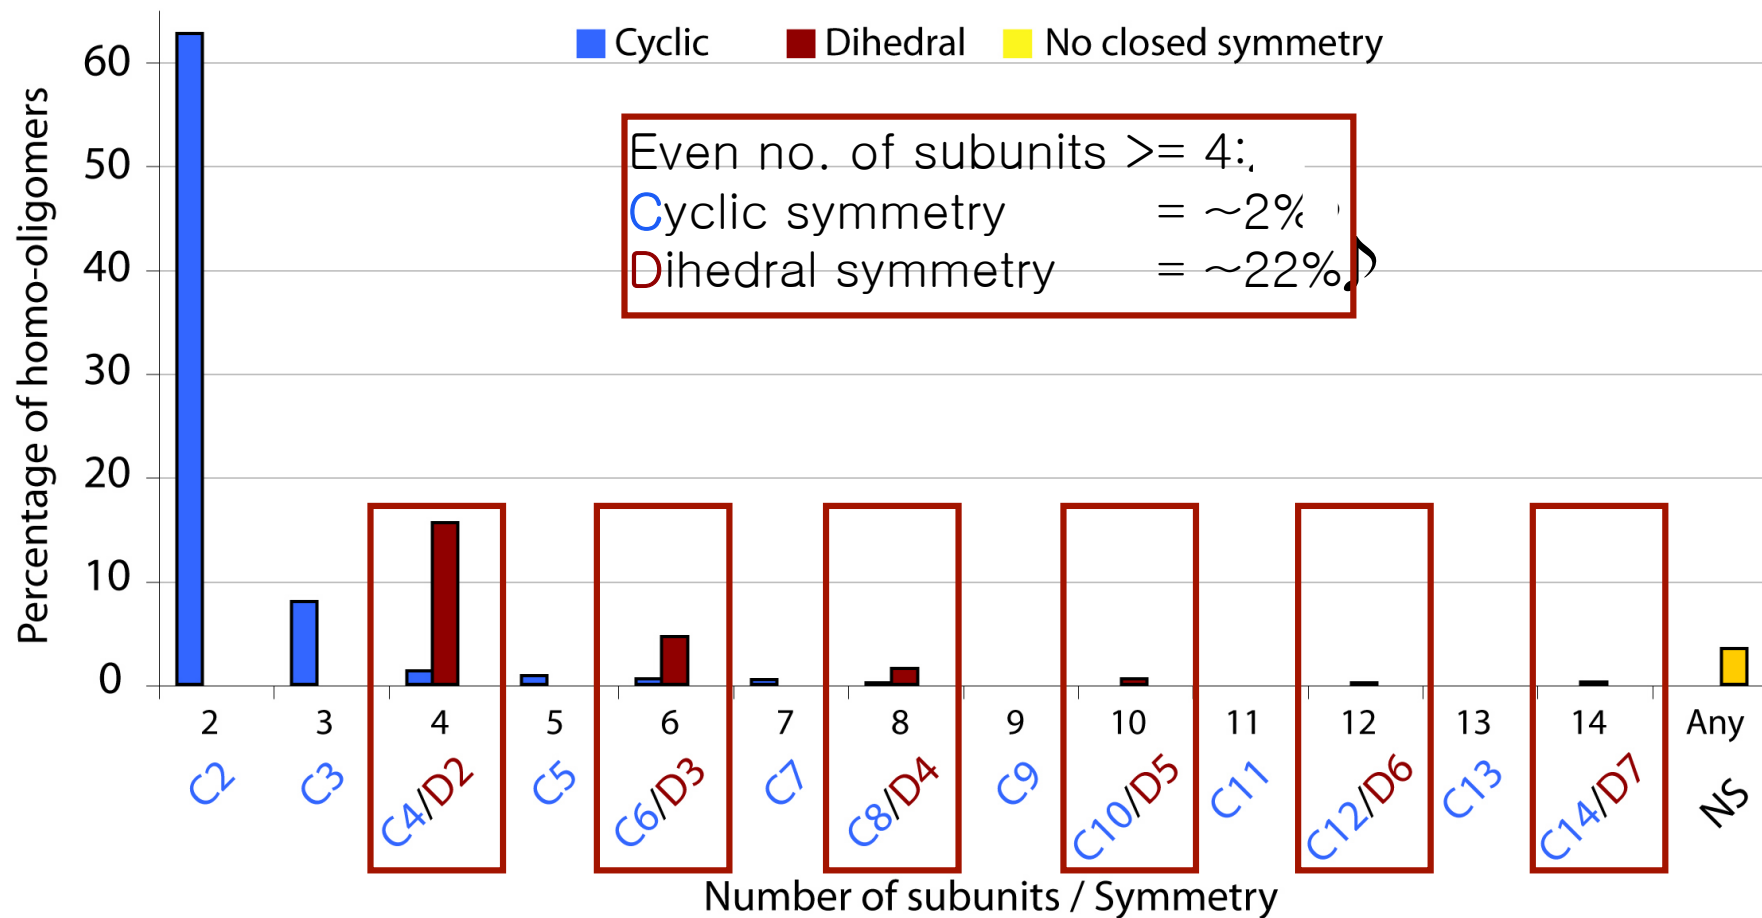 Cyclic Dihedral No closed symmetry
Percentage of homo-oligomers
60
50
40
30
20
10
0
Even no. of subunits >= 4:
Cyclic symmetry = ~2%
Dihedral symmetry = ~22%
2 3 4 5 6 7 8 9 10 11 12 13 14 Any
C2 C3 C4/D2 C5 C6/D3 C7 C8/D4 C9 C10/D5 C11 C12/D6 C13 C14/D7 NS
Number of subunits / Symmetry